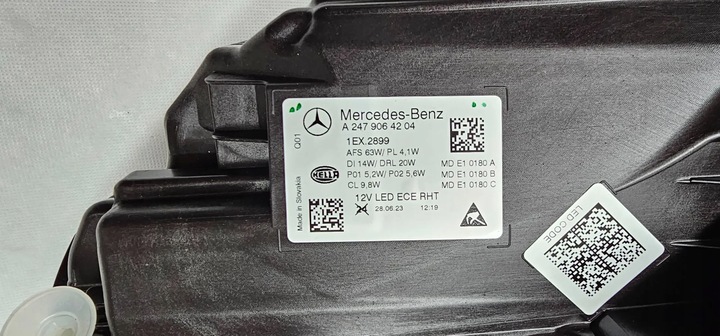 Mercedes-Benz
A 247 906 42 04
Q01
1EX.2899
AFS 63W/ PL 4,1W
DI 14W/ DRL 20W
MD E1 0180 A
HELLA
P01 5,2W/ P02 5,6W
MD E1 0180 B
CL 9,8W
MD E1 0180 C
12V LED ECE RHT
28.06.23 12:19
Made in Slovakia
LED CODE